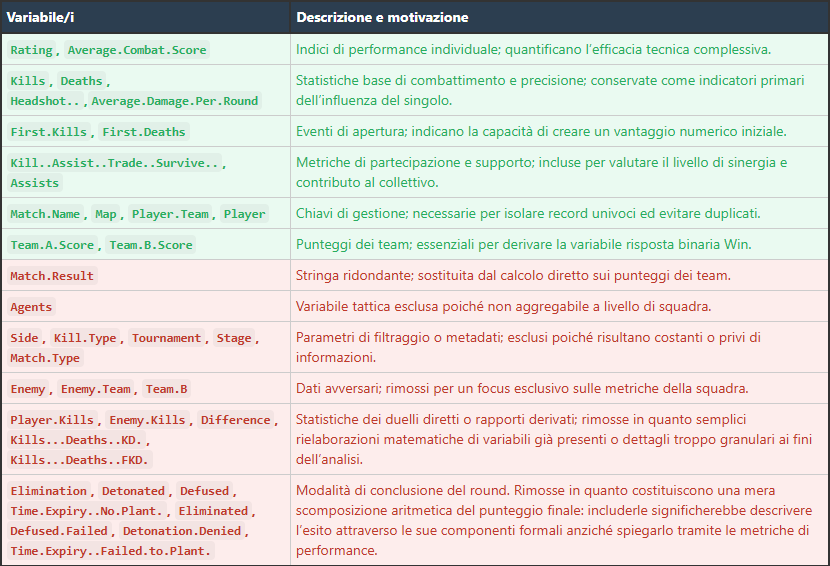 Variabile/i Descrizione e motivazione
Rating, Average.Combat.Score Indici di performance individuale; quantificano l'efficacia tecnica complessiva.
Kills, Deaths, Statistiche base di combattimento e precisione; conservate come indicatori primari
Headshot.., Average.Damage.Per.Round dell'influenza del singolo.
First.Kills, First.Deaths Eventi di apertura; indicano la capacità di creare un vantaggio numerico iniziale.
Kill..Assist..Trade..Survive.., Metriche di partecipazione e supporto; incluse per valutare il livello di sinergia e
Assists contributo al collettivo.
Match.Name, Map, Player.Team, Player Chiavi di gestione; necessarie per isolare record univoci ed evitare duplicati.
Team.A.Score, Team.B.Score Punteggi dei team; essenziali per derivare la variabile risposta binaria Win.
Match.Result Stringa ridondante; sostituita dal calcolo diretto sui punteggi dei team.
Agents Variabile tattica esclusa poiché non aggregabile a livello di squadra.
Side, Kill.Type, Tournament, Stage, Parametri di filtraggio o metadati; esclusi poiché risultano costanti o privi di
Match.Type informazioni.
Enemy, Enemy.Team, Team.B Dati avversari; rimossi per un focus esclusivo sulle metriche della squadra.
Player.Kills, Enemy.Kills, Difference, Statistiche dei duelli diretti o rapporti derivati; rimosse in quanto semplici
Kills...Deaths..KD., rielaborazioni matematiche di variabili già presenti o dettagli troppo granulari ai fini
Kills...Deaths..FKD. dell'analisi.
Elimination, Detonated, Defused, Modalità di conclusione del round. Rimosse in quanto costituiscono una mera
Time.Expiry..No.Plant., Eliminated, scomposizione aritmetica del punteggio finale: includerle significherebbe descrivere
Defused.Failed, Detonation.Denied, l'esito attraverso le sue componenti formali anziché spiegarlo tramite le metriche di
Time.Expiry..Failed.to.Plant. performance.